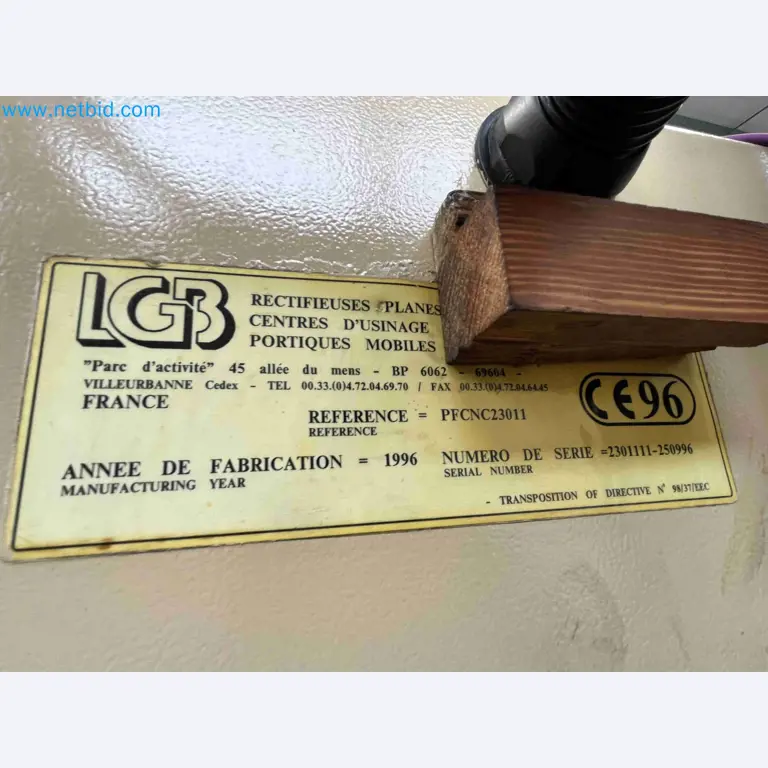 www.netbid.com
LGB
RECTIFIEUSES PLANES
CENTRES D'USINAGE
PORTIQUES MOBILES
"Parc d'activité" 45 allée du mens - BP 6062 - 69604 -
VILLEURBANNE Cedex - TEL 00.33.(0)4.72.04.69.70 / FAX 00.33.(0)4.72.04.64.45
FRANCE
CE 96
REFERENCE = PFCNC23011
REFERENCE
ANNEE DE FABRICATION = 1996 NUMERO DE SERIE =2301111-250996
MANUFACTURING YEAR SERIAL NUMBER
- TRANSPOSITION OF DIRECTIVE N° 98/37/EEC